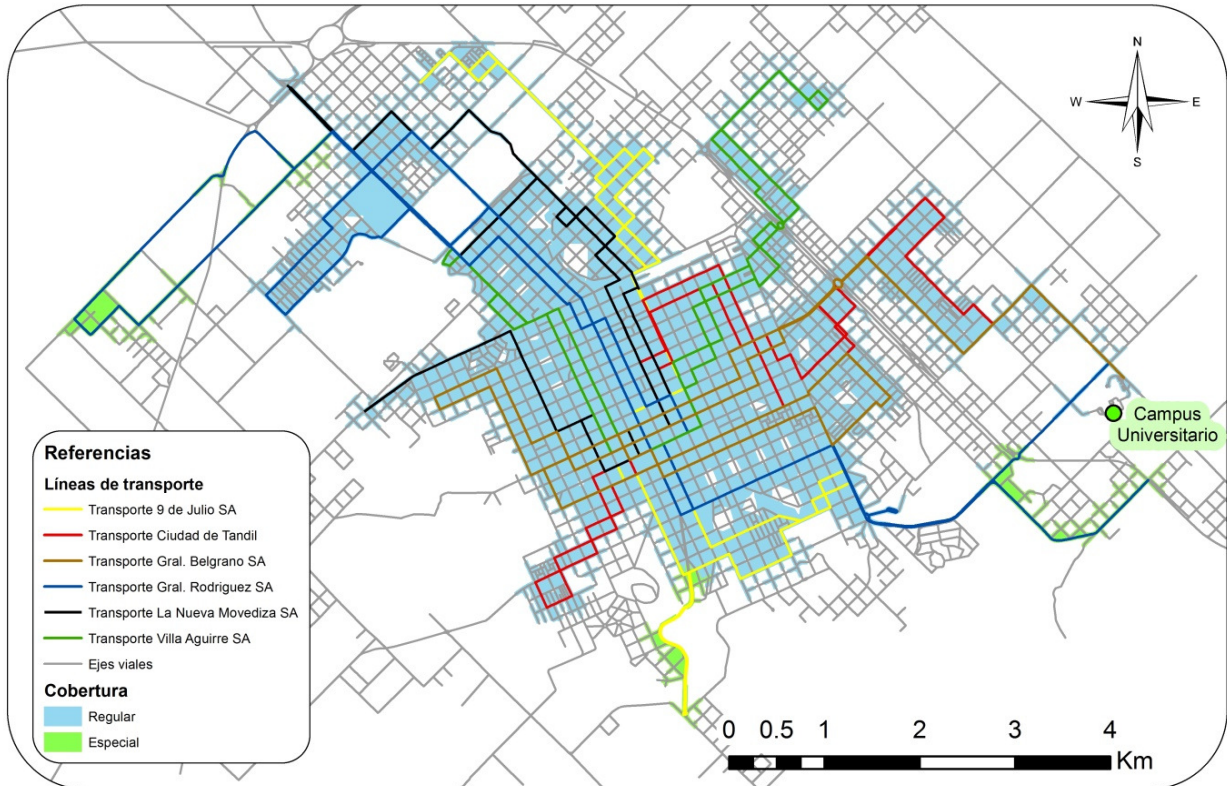 N
W E
S
Campus
Universitario
Referencias
Líneas de transporte
Transporte 9 de Julio SA
Transporte Ciudad de Tandil
Transporte Gral. Belgrano SA
Transporte Gral. Rodriguez SA
Transporte La Nueva Movediza SA
Transporte Villa Aguirre SA
Ejes viales
Cobertura
Regular
Especial
0 0.5 1 2 3 4
Km